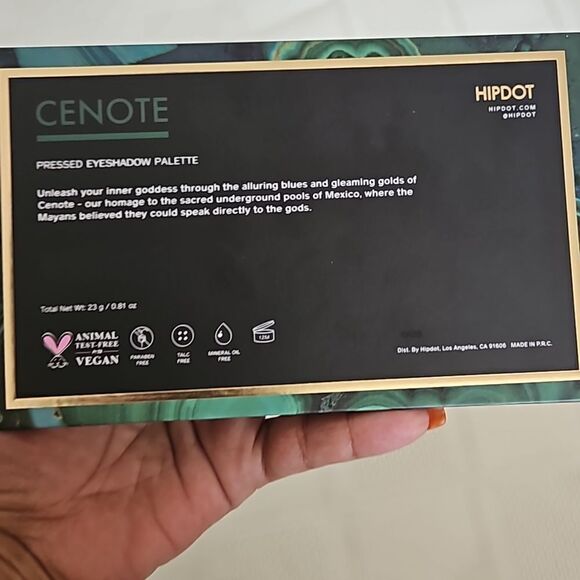 CENOTE
HIPDOT
HIPDOT.COM
@HIPDOT
PRESSED EYESHADOW PALETTE
Unleash your inner goddess through the alluring blues and gleaming golds of
Cenote - our homage to the sacred underground pools of Mexico, where the
Mayans believed they could speak directly to the gods.
Total Net Wt: 23 g / 0.81 oz
ANIMAL
TEST-FREE
VEGAN
PARABEN
FREE
TALC
FREE
MINERAL OIL
FREE
12M
Dist. By Hipdot, Los Angeles, CA 91606 MADE IN P.R.C.